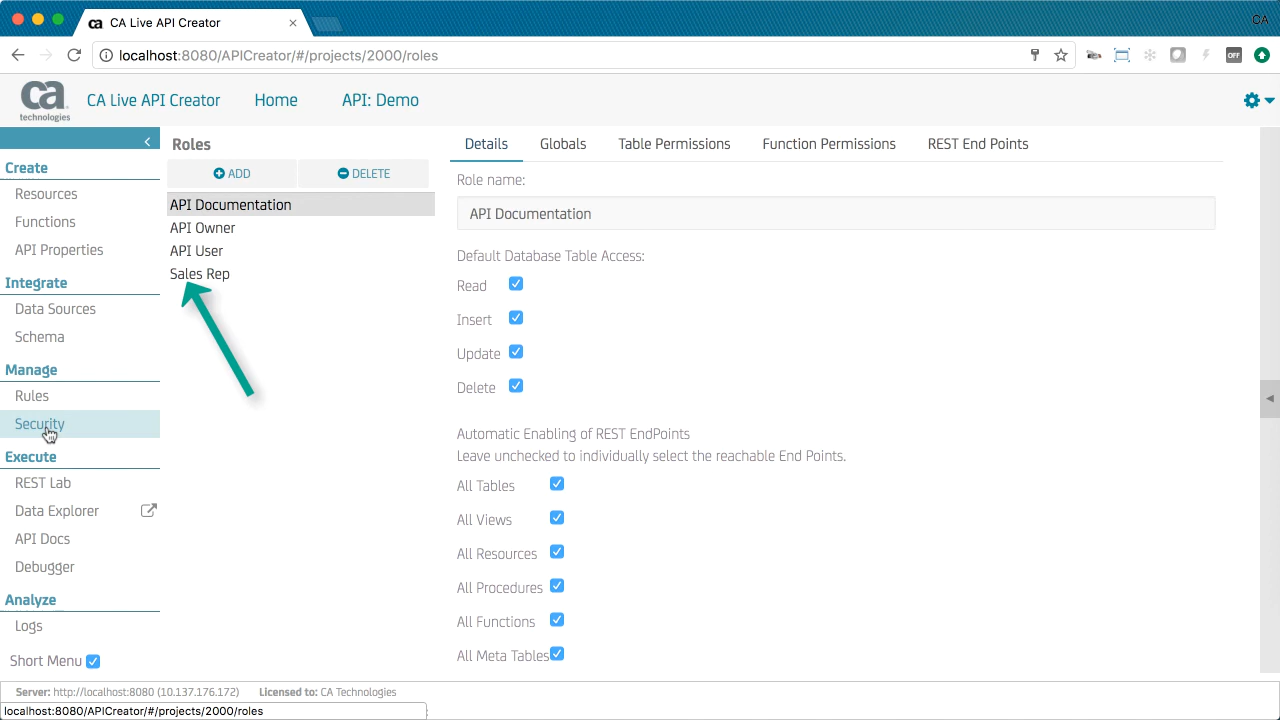 ca CA Live API Creator ×
CA
localhost:8080/APICreator/#/projects/2000/roles
OFF
ca
technologies
CA Live API Creator Home API: Demo
Create
Resources
Functions
API Properties
Integrate
Data Sources
Schema
Manage
Rules
Security
Execute
REST Lab
Data Explorer
API Docs
Debugger
Analyze
Logs
Short Menu
Roles
ADD DELETE
API Documentation
API Owner
API User
Sales Rep
Details Globals Table Permissions Function Permissions REST End Points
Role name:
API Documentation
Default Database Table Access:
Read
Insert
Update
Delete
Automatic Enabling of REST EndPoints
Leave unchecked to individually select the reachable End Points.
All Tables
All Views
All Resources
All Procedures
All Functions
All Meta Tables
Server: http://localhost:8080 (10.137.176.172) Licensed to: CA Technologies
localhost:8080/APICreator/#/projects/2000/roles